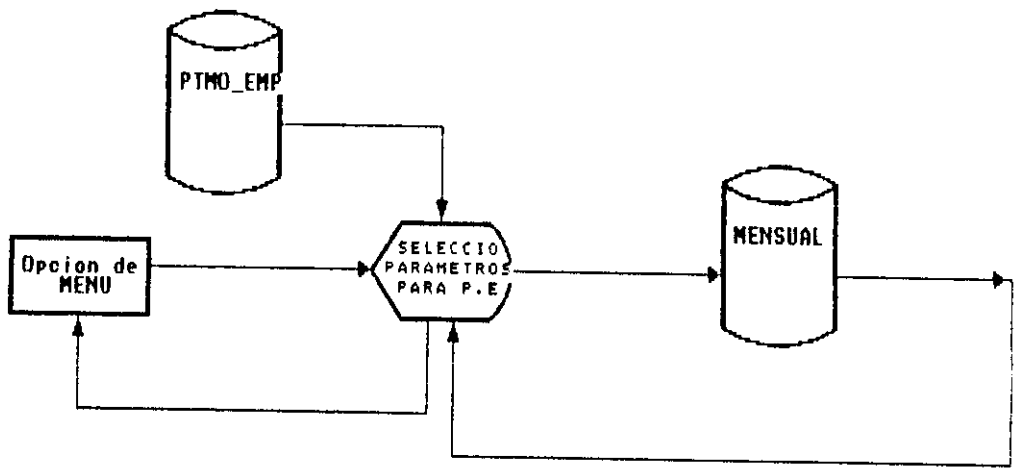 PTMO_EMP
MENSUAL
Opcion de
MENU
SELECCIO
PARAMETROS
PARA P.E